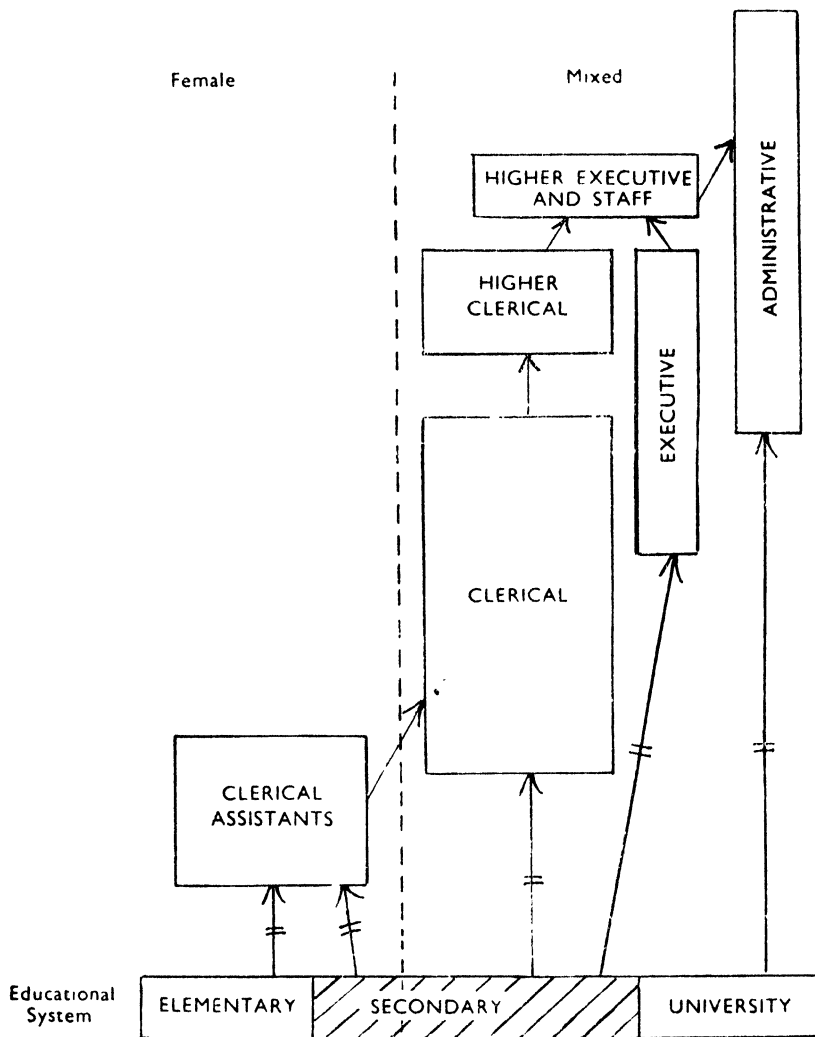 Female
Mixed
HIGHER EXECUTIVE
AND STAFF
ADMINISTRATIVE
HIGHER
CLERICAL
EXECUTIVE
CLERICAL
CLERICAL
ASSISTANTS
Educational
System
ELEMENTARY
SECONDARY
UNIVERSITY